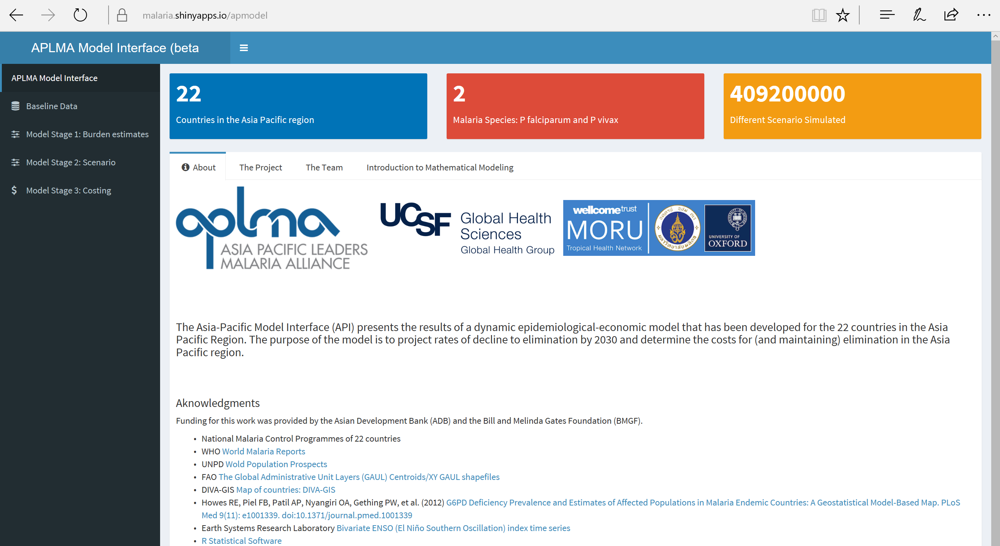 malaria.shinyapps.io/apmodel
APLMA Model Interface (beta
APLMA Model Interface
Baseline Data
Model Stage 1: Burden estimates
Model Stage 2: Scenario
Model Stage 3: Costing
22
Countries in the Asia Pacific region
2
Malaria Species: P falciparum and P vivax
409200000
Different Scenario Simulated
About
The Project
The Team
Introduction to Mathematical Modeling
aplma
ASIA PACIFIC LEADERS
MALARIA ALLIANCE
UCSF
Global Health
Sciences
Global Health Group
wellcometrust
MORU
Tropical Health Network
UNIVERSITY OF
OXFORD
The Asia-Pacific Model Interface (API) presents the results of a dynamic epidemiological-economic model that has been developed for the 22 countries in the Asia
Pacific Region. The purpose of the model is to project rates of decline to elimination by 2030 and determine the costs for (and maintaining) elimination in the Asia
Pacific region.
Aknowledgments
Funding for this work was provided by the Asian Development Bank (ADB) and the Bill and Melinda Gates Foundation (BMGF).
• National Malaria Control Programmes of 22 countries
• WHO World Malaria Reports
• UNPD Wold Population Prospects
• FAO The Global Administrative Unit Layers (GAUL) Centroids/XY GAUL shapefiles
• DIVA-GIS Map of countries: DIVA-GIS
• Howes RE, Piel FB, Patil AP, Nyangiri OA, Gething PW, et al. (2012) G6PD Deficiency Prevalence and Estimates of Affected Populations in Malaria Endemic Countries: A Geostatistical Model-Based Map. PLoS
Med 9(11): e1001339. doi:10.1371/journal.pmed.1001339
• Earth Systems Research Laboratory Bivariate ENSO (El Niño Southern Oscillation) index time series
• R Statistical Software